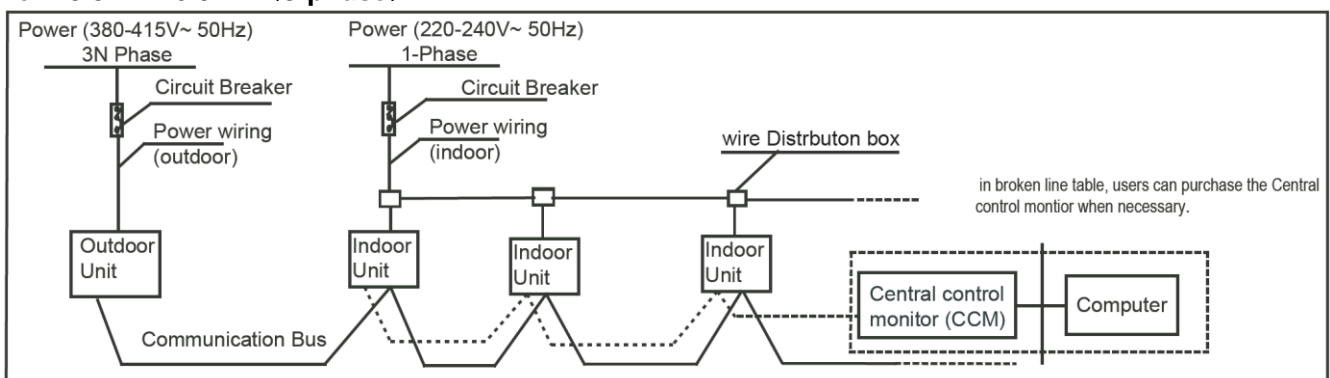 Power (380-415V~ 50Hz)
3N Phase
Circuit Breaker
Power wiring
(outdoor)
Outdoor
Unit
Power (220-240V~ 50Hz)
1-Phase
Circuit Breaker
Power wiring
(indoor)
wire Distrbuton box
in broken line table, users can purchase the Central
control montior when necessary.
Indoor
Unit
Indoor
Unit
Indoor
Unit
Central control
monitor (CCM)
Computer
Communication Bus